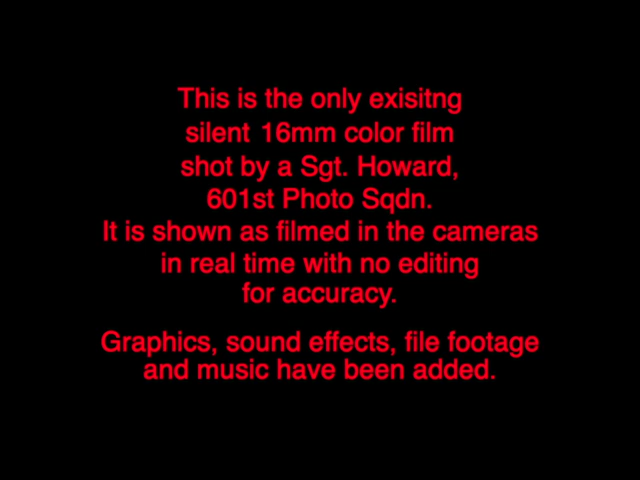 This is the only exisitng
silent 16mm color film
shot by a Sgt. Howard,
601st Photo Sqdn.
It is shown as filmed in the cameras
in real time with no editing
for accuracy.
Graphics, sound effects, file footage
and music have been added.